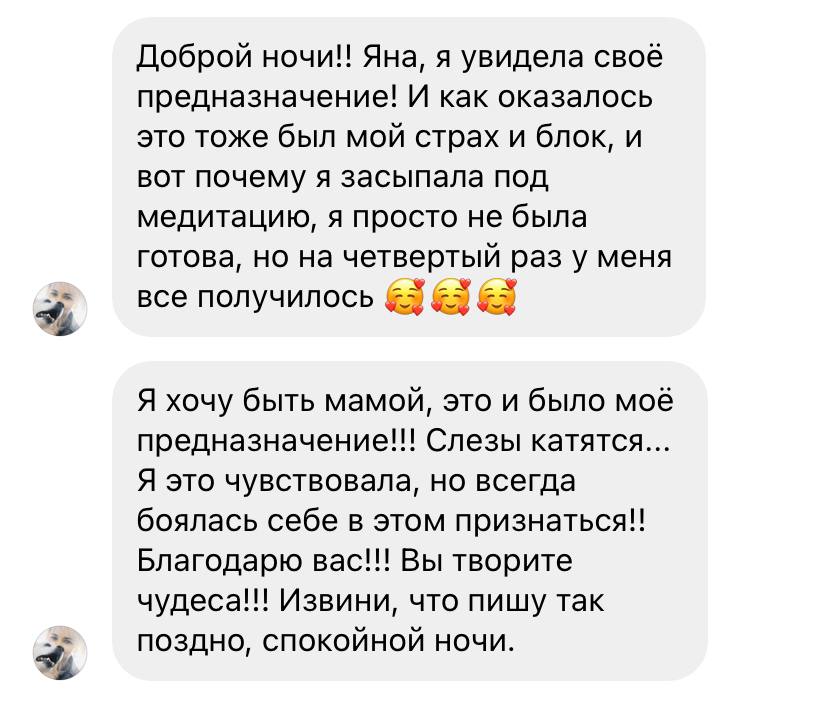 Доброй ночи!! Яна, я увидела своё
предназначение! И как оказалось
это тоже был мой страх и блок, и
вот почему я засыпала под
медитацию, я просто не была
готова, но на четвертый раз у меня
все получилось 🥰🥰🥰
Я хочу быть мамой, это и было моё
предназначение!!! Слезы катятся...
Я это чувствовала, но всегда
боялась себе в этом признаться!!
Благодарю вас!!! Вы творите
чудеса!!! Извини, что пишу так
поздно, спокойной ночи.